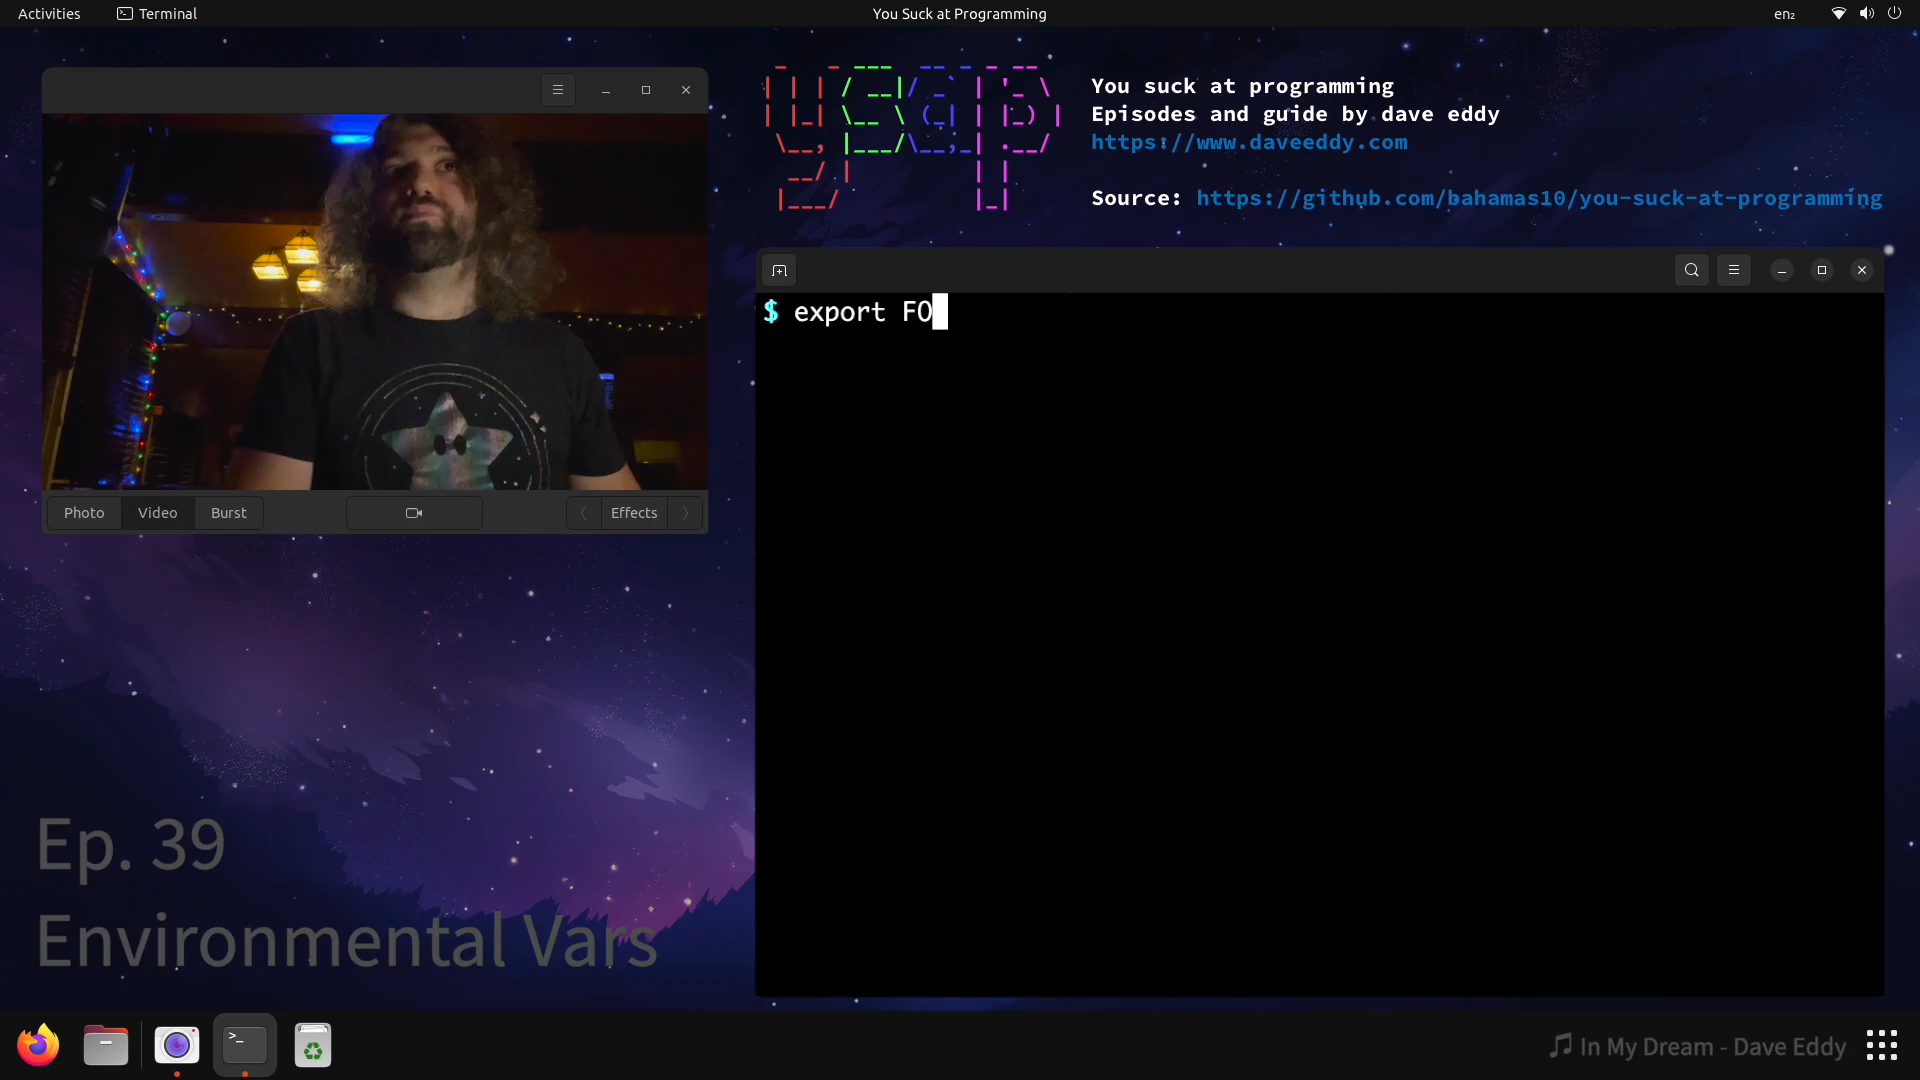 Activities
Terminal
You Suck at Programming
en₂
You suck at programming
Episodes and guide by dave eddy
https://www.daveeddy.com
Source: https://github.com/bahamas10/you-suck-at-programming
$ export FO
Photo
Video
Burst
Effects
Ep. 39
Environmental Vars
In My Dream - Dave Eddy